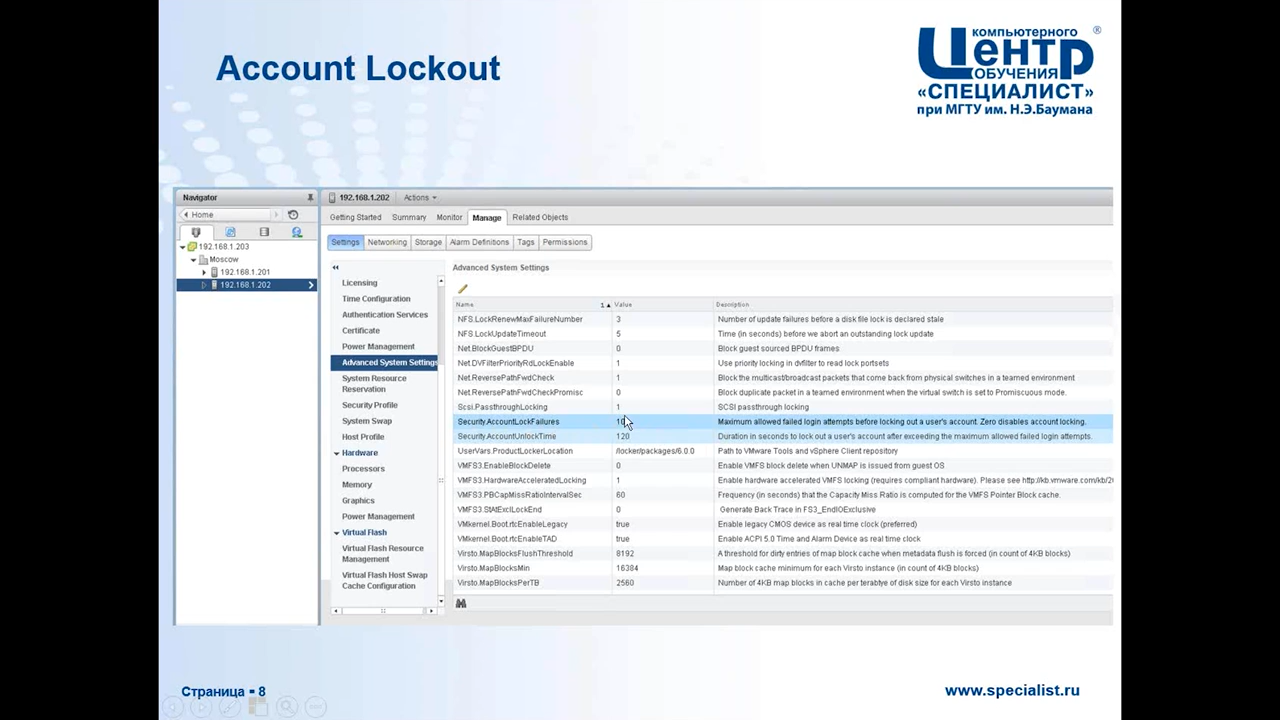 Account Lockout
компьютерного
Центр
ОБУЧЕНИЯ
«СПЕЦИАЛИСТ»
при МГТУ им. Н.Э.Баумана
®
Navigator
Home
192.168.1.203
Moscow
192.168.1.201
192.168.1.202
192.168.1.202 Actions
Getting Started Summary Monitor Manage Related Objects
Settings Networking Storage Alarm Definitions Tags Permissions
Licensing
Time Configuration
Authentication Services
Certificate
Power Management
Advanced System Settings
System Resource
Reservation
Security Profile
System Swap
Host Profile
Hardware
Processors
Memory
Graphics
Power Management
Virtual Flash
Virtual Flash Resource
Management
Virtual Flash Host Swap
Cache Configuration
Advanced System Settings
Name 1 Value Description
NFS.LockRenewMaxFailureNumber 3 Number of update failures before a disk file lock is declared stale
NFS.LockUpdateTimeout 5 Time (in seconds) before we abort an outstanding lock update
Net.BlockGuestBPDU 0 Block guest sourced BPDU frames
Net.DVFilterPriorityRdLockEnable 1 Use priority locking in dvfilter to read lock portsets
Net.ReversePathFwdCheck 1 Block the multicast/broadcast packets that come back from physical switches in a teamed environment
Net.ReversePathFwdCheckPromisc 0 Block duplicate packet in a teamed environment when the virtual switch is set to Promiscuous mode.
Scsi.PassthroughLocking 1 SCSI passthrough locking
Security.AccountLockFailures 10 Maximum allowed failed login attempts before locking out a user's account. Zero disables account locking.
Security.AccountUnlockTime 120 Duration in seconds to lock out a user's account after exceeding the maximum allowed failed login attempts.
UserVars.ProductLockerLocation /locker/packages/6.0.0 Path to VMware Tools and vSphere Client repository
VMFS3.EnableBlockDelete 0 Enable VMFS block delete when UNMAP is issued from guest OS
VMFS3.HardwareAcceleratedLocking 1 Enable hardware accelerated VMFS locking (requires compliant hardware). Please see http://kb.vmware.com/kb/2
VMFS3.PBCapMissRatioIntervalSec 60 Frequency (in seconds) that the Capacity Miss Ratio is computed for the VMFS Pointer Block cache.
VMFS3.StAtExclLockEnd 0 Generate Back Trace in FS3_EndIOExclusive
VMkernel.Boot.rtcEnableLegacy true Enable legacy CMOS device as real time clock (preferred)
VMkernel.Boot.rtcEnableTAD true Enable ACPI 5.0 Time and Alarm Device as real time clock
Virsto.MapBlocksFlushThreshold 8192 A threshold for dirty entries of map block cache when metadata flush is forced (in count of 4KB blocks)
Virsto.MapBlocksMin 16384 Map block cache minimum for each Virsto instance (in count of 4KB blocks)
Virsto.MapBlocksPerTB 2560 Number of 4KB map blocks in cache per terabtye of disk size for each Virsto instance
Страница ▪ 8
www.specialist.ru